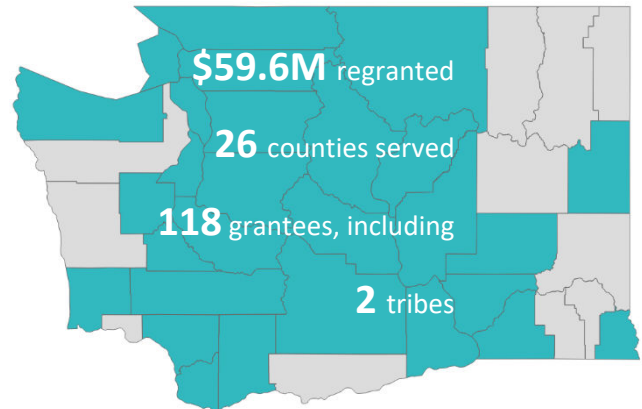 $59.6M regranted
26 counties served
118 grantees, including
2 tribes